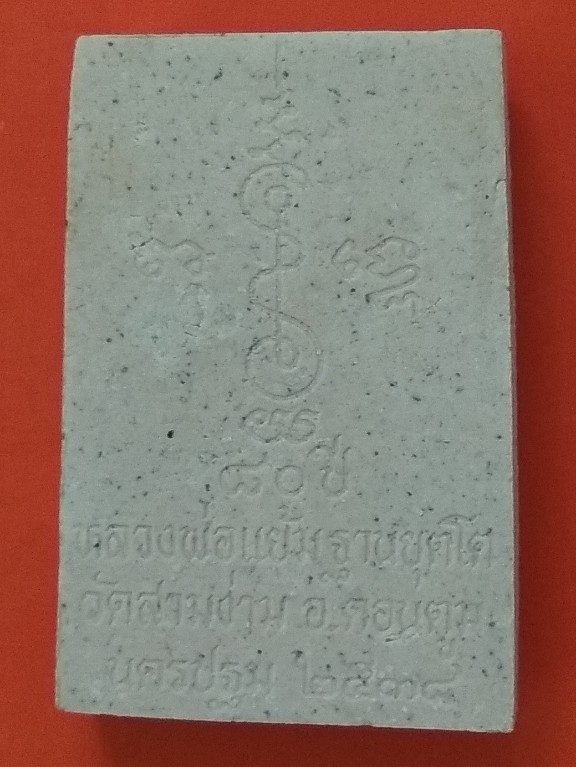 ๘๐ ปี
หลวงพ่อแย้ม ฐานยุตฺโต
วัดสามง่าม อ.ดอนตูม
นครปฐม ๒๕๓๘